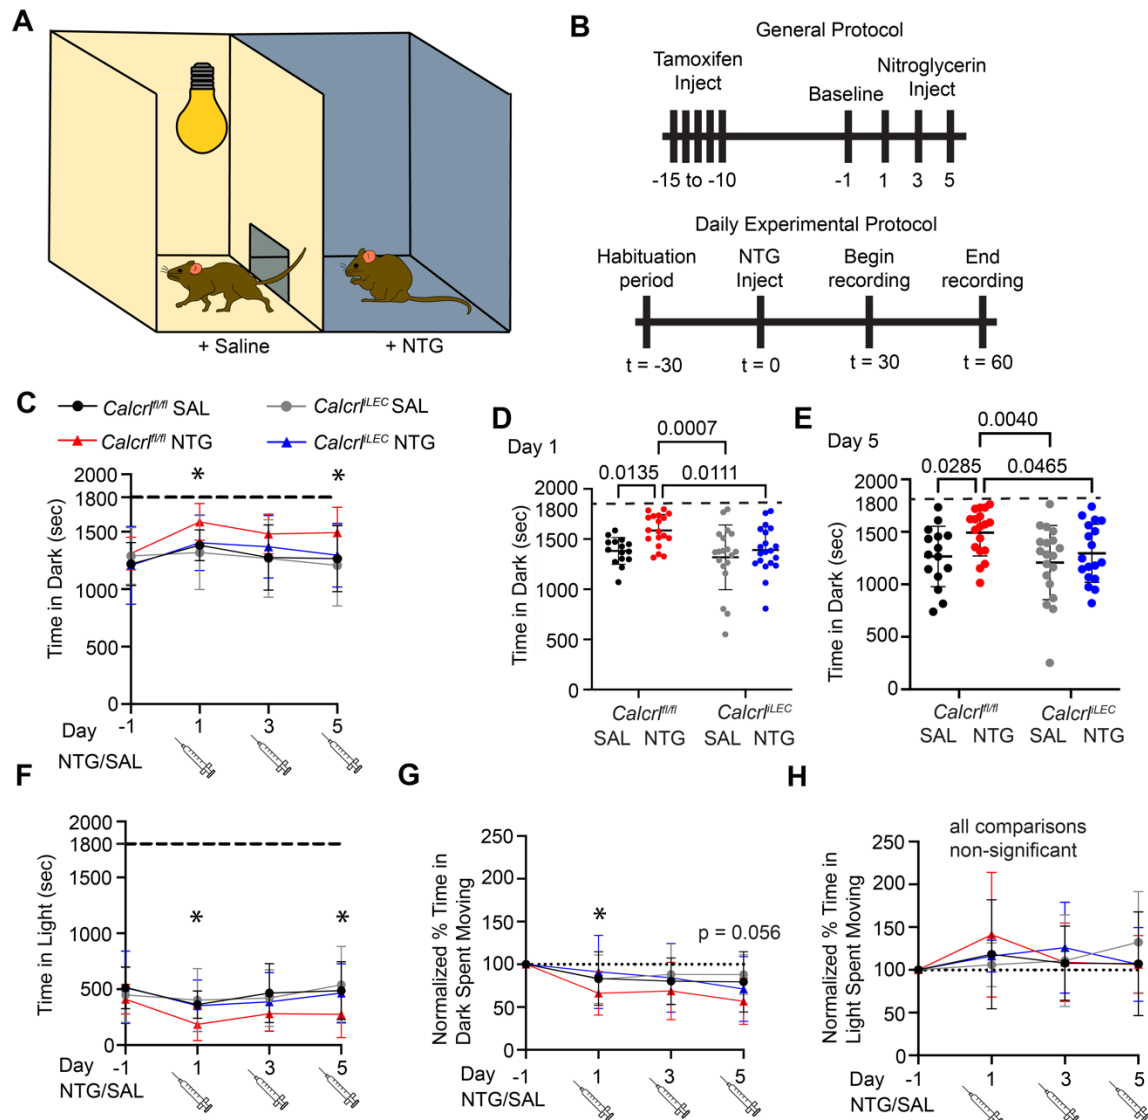 A
+ Saline
+ NTG
B
General Protocol
Tamoxifen
Inject
Baseline
Nitroglycerin
Inject
-15 to -10
-1
1
3
5
Daily Experimental Protocol
Habituation
period
NTG
Inject
Begin
recording
End
recording
t = -30
t = 0
t = 30
t = 60
C
Calcrl^fl/fl SAL
Calcrl^iLEC SAL
Calcrl^fl/fl NTG
Calcrl^iLEC NTG
Time in Dark (sec)
2000
1800
1500
1000
500
0
*
*
Day
-1
1
3
5
NTG/SAL
D
Day 1
0.0007
0.0135
0.0111
Time in Dark (sec)
2000
1500
1000
500
0
Calcrl^fl/fl
Calcrl^iLEC
SAL NTG SAL NTG
E
Day 5
0.0040
0.0285
0.0465
Time in Dark (sec)
2000
1500
1000
500
0
Calcrl^fl/fl
Calcrl^iLEC
SAL NTG SAL NTG
F
Time in Light (sec)
2000
1800
1500
1000
500
0
*
*
Day
-1
1
3
5
NTG/SAL
G
Normalized % Time in
Dark Spent Moving
250
200
150
100
50
0
*
p = 0.056
Day
-1
1
3
5
NTG/SAL
H
all comparisons
non-significant
Normalized % Time in
Light Spent Moving
250
200
150
100
50
0
Day
-1
1
3
5
NTG/SAL